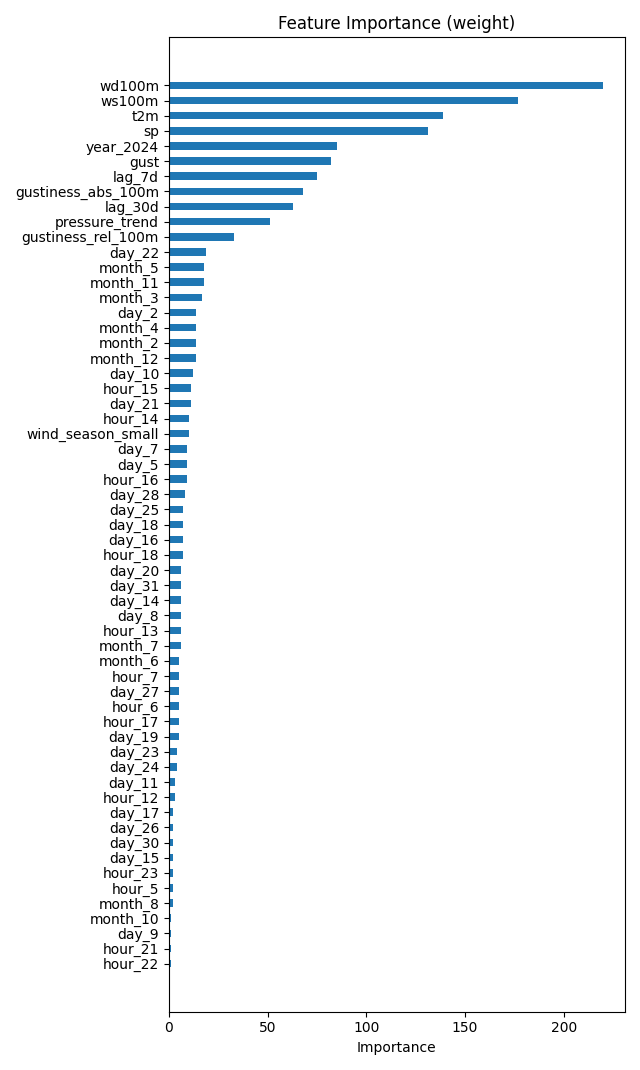 Feature Importance (weight)
wd100m
ws100m
t2m
sp
year_2024
gust
lag_7d
gustiness_abs_100m
lag_30d
pressure_trend
gustiness_rel_100m
day_22
month_5
month_11
month_3
day_2
month_4
month_2
month_12
day_10
hour_15
day_21
hour_14
wind_season_small
day_7
day_5
hour_16
day_28
day_25
day_18
day_16
hour_18
day_20
day_31
day_14
day_8
hour_13
month_7
month_6
hour_7
day_27
hour_6
hour_17
day_19
day_23
day_24
day_11
hour_12
day_17
day_26
day_30
day_15
hour_23
hour_5
month_8
month_10
day_9
hour_21
hour_22
0 50 100 150 200
Importance